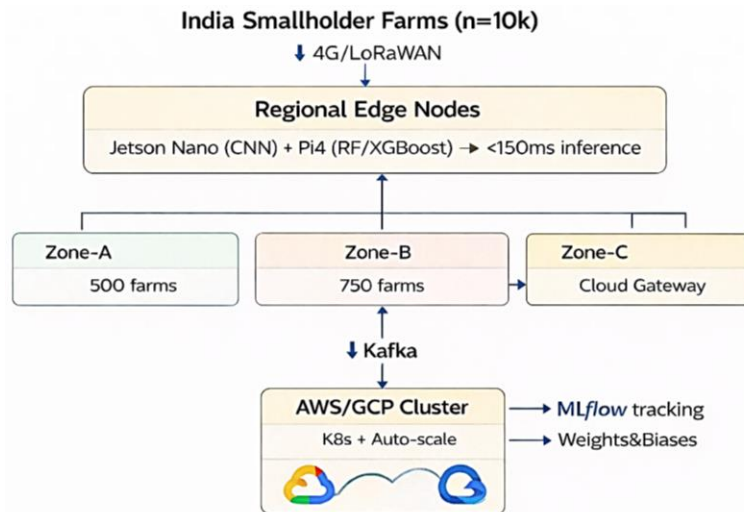 India Smallholder Farms (n=10k)
⬇ 4G/LoRaWAN
Regional Edge Nodes
Jetson Nano (CNN) + Pi4 (RF/XGBoost) → <150ms inference
Zone-A
500 farms
Zone-B
750 farms
Zone-C
Cloud Gateway
⬇ Kafka
AWS/GCP Cluster
K8s + Auto-scale
MLflow tracking
Weights&Biases